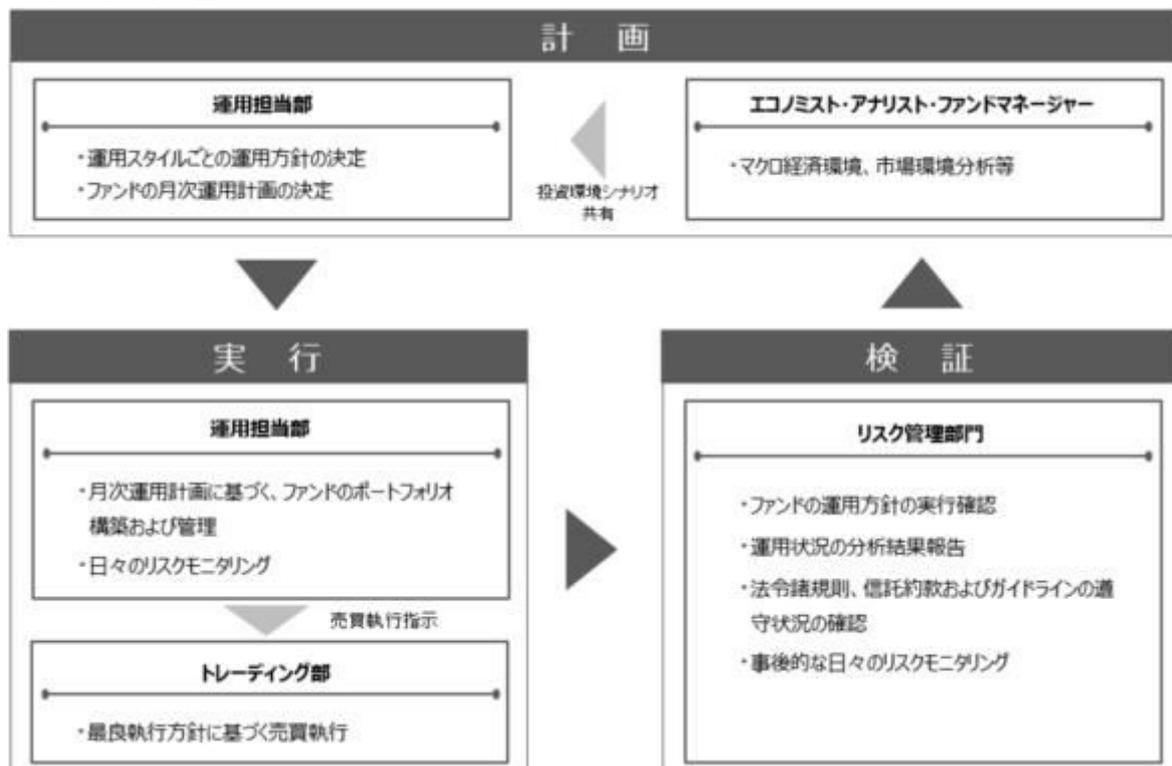 計 画
運用担当部
・運用スタイルごとの運用方針の決定
・ファンドの月次運用計画の決定
投資環境シナリオ
共有
エコノミスト・アナリスト・ファンドマネージャー
・マクロ経済環境、市場環境分析等
実 行
運用担当部
・月次運用計画に基づく、ファンドのポートフォリオ
構築および管理
・日々のリスクモニタリング
売買執行指示
トレーディング部
・最良執行方針に基づく売買執行
検 証
リスク管理部門
・ファンドの運用方針の実行確認
・運用状況の分析結果報告
・法令諸規則、信託約款およびガイドラインの遵
守状況の確認
・事後的な日々のリスクモニタリング